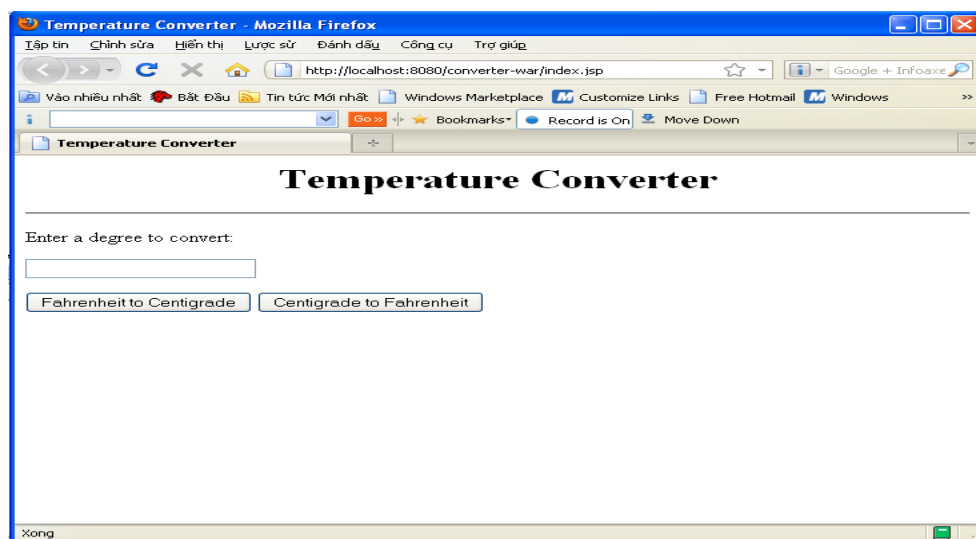 Temperature Converter - Mozilla Firefox
Tập tin Chỉnh sửa Hiển thị Lược sử Đánh dấu Công cụ Trợ giúp
http://localhost:8080/converter-war/index.jsp Google + Infoaxe
Vào nhiều nhất Bắt Đầu Tin tức Mới nhất Windows Marketplace Customize Links Free Hotmail Windows »
Go » Bookmarks Record is On Move Down
Temperature Converter
Temperature Converter
Enter a degree to convert:
Fahrenheit to Centigrade Centigrade to Fahrenheit
Xong